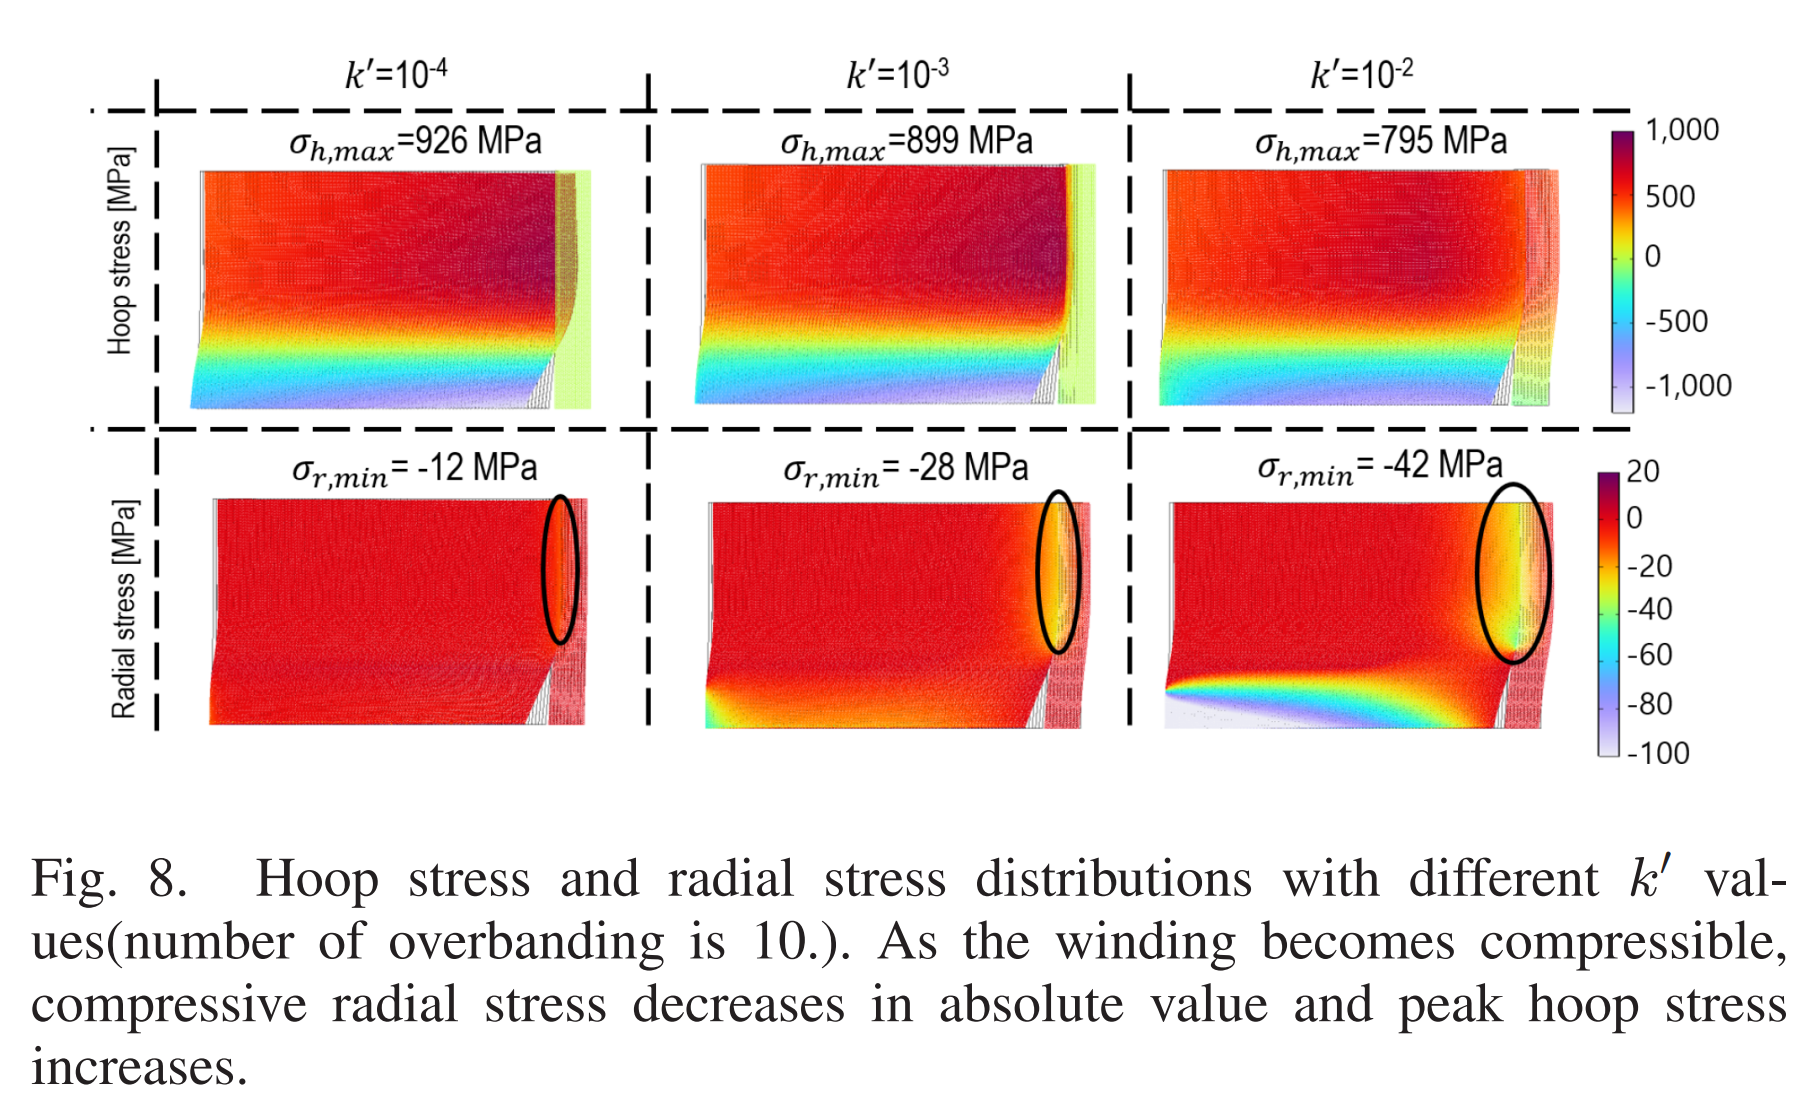 k′=10-4 k′=10-3 k′=10-2
Hoop stress [MPa]
σh,max=926 MPa σh,max=899 MPa σh,max=795 MPa
1,000
500
0
-500
-1,000
Radial stress [MPa]
σr,min= -12 MPa σr,min= -28 MPa σr,min= -42 MPa
20
0
-20
-40
-60
-80
-100
Fig. 8. Hoop stress and radial stress distributions with different k′ val-
ues(number of overbanding is 10.). As the winding becomes compressible,
compressive radial stress decreases in absolute value and peak hoop stress
increases.